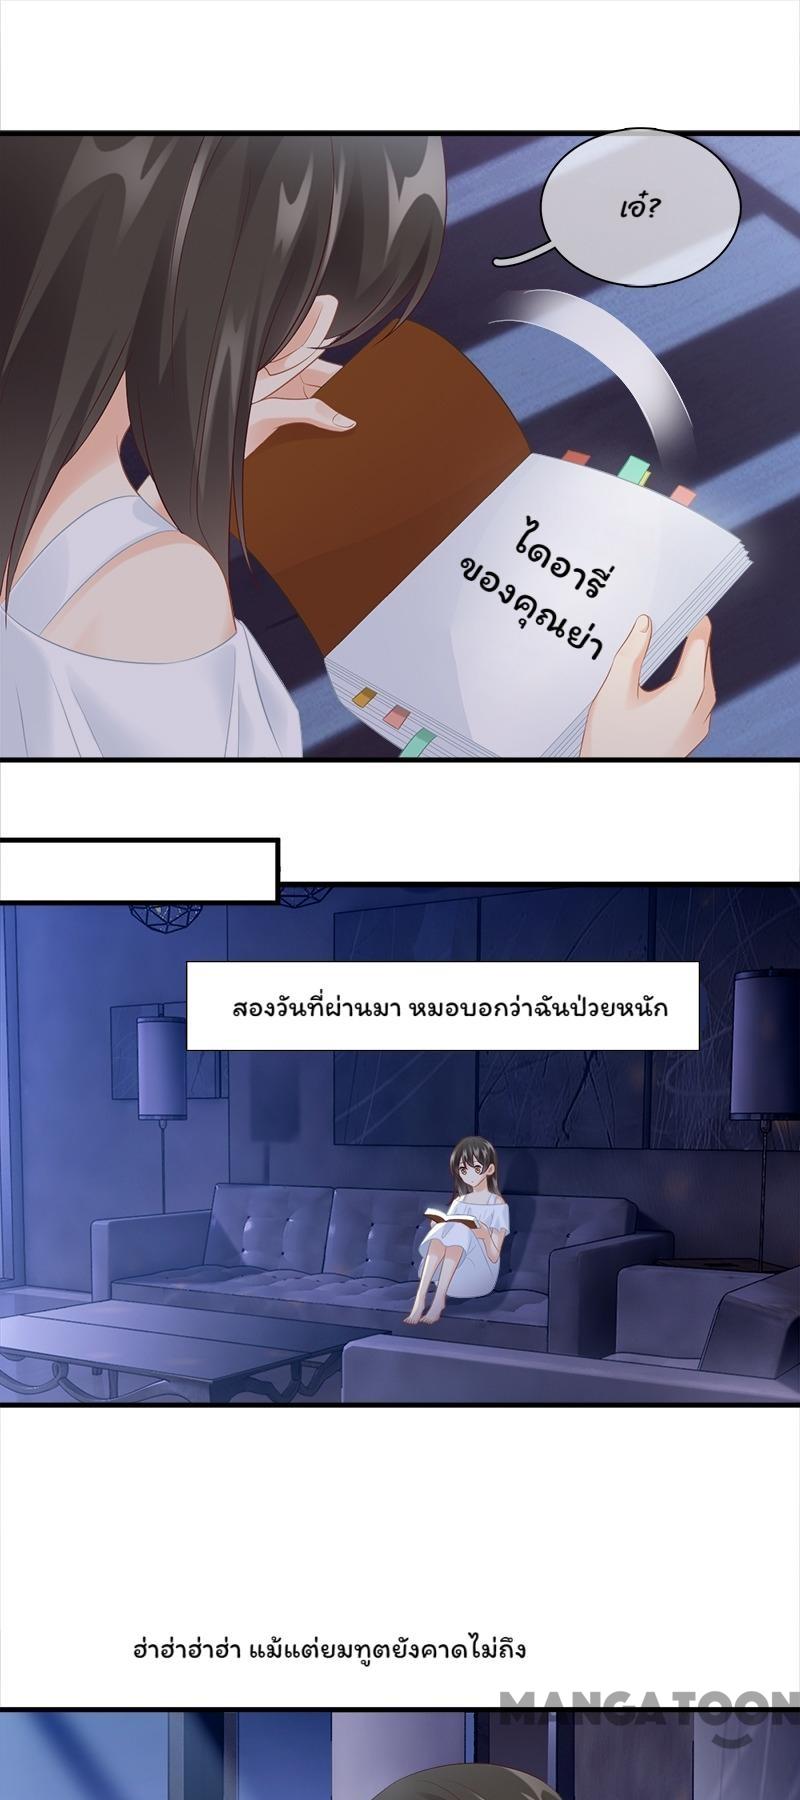 เอ๋?
ไดอารี่
ของคุณย่า
สองวันที่ผ่านมา หมอบอกว่าฉันป่วยหนัก
ฮ่าฮ่าฮ่าฮ่า แม้แต่ยมทูตยังคาดไม่ถึง
MANGATOON